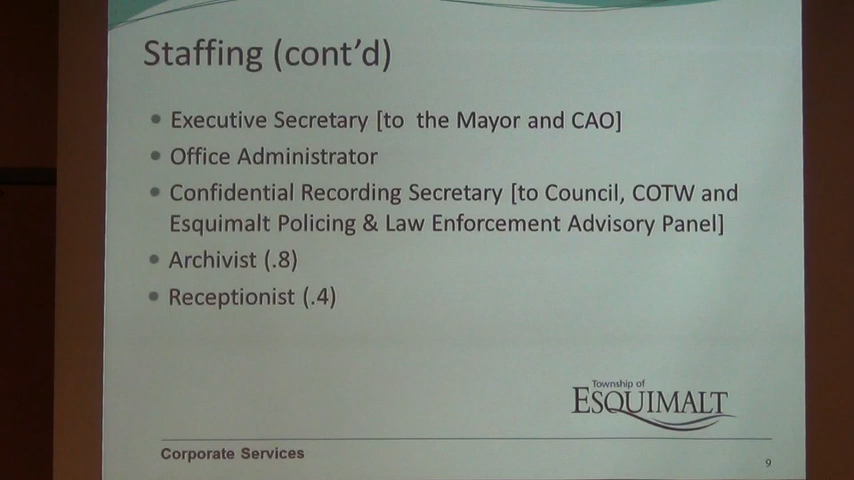 Staffing (cont'd)
• Executive Secretary [to the Mayor and CAO]
• Office Administrator
• Confidential Recording Secretary [to Council, COTW and
Esquimalt Policing & Law Enforcement Advisory Panel]
• Archivist (.8)
• Receptionist (.4)
Township of
ESQUIMALT
Corporate Services
9